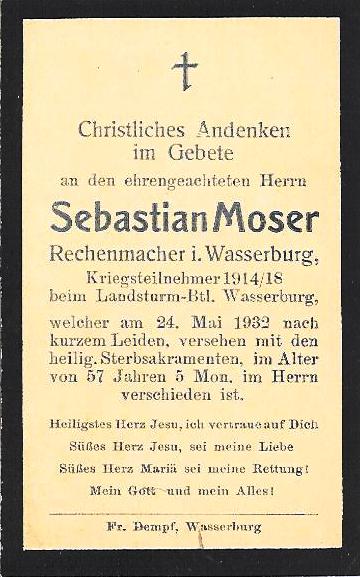 Christliches Andenken
im Gebete
an den ehrengeachteten Herrn
Sebastian Moser
Rechenmacher i. Wasserburg,
Kriegsteilnehmer 1914/18
beim Landsturm-Btl. Wasserburg,
welcher am 24. Mai 1932 nach
kurzem Leiden, versehen mit den
heilig. Sterbsakramenten, im Alter
von 57 Jahren 5 Mon. im Herrn
verschieden ist.
Heiligstes Herz Jesu, ich vertraue auf Dich
Süßes Herz Jesu, sei meine Liebe
Süßes Herz Mariä sei meine Rettung!
Mein Gott und mein Alles!
Fr. Dempf, Wasserburg